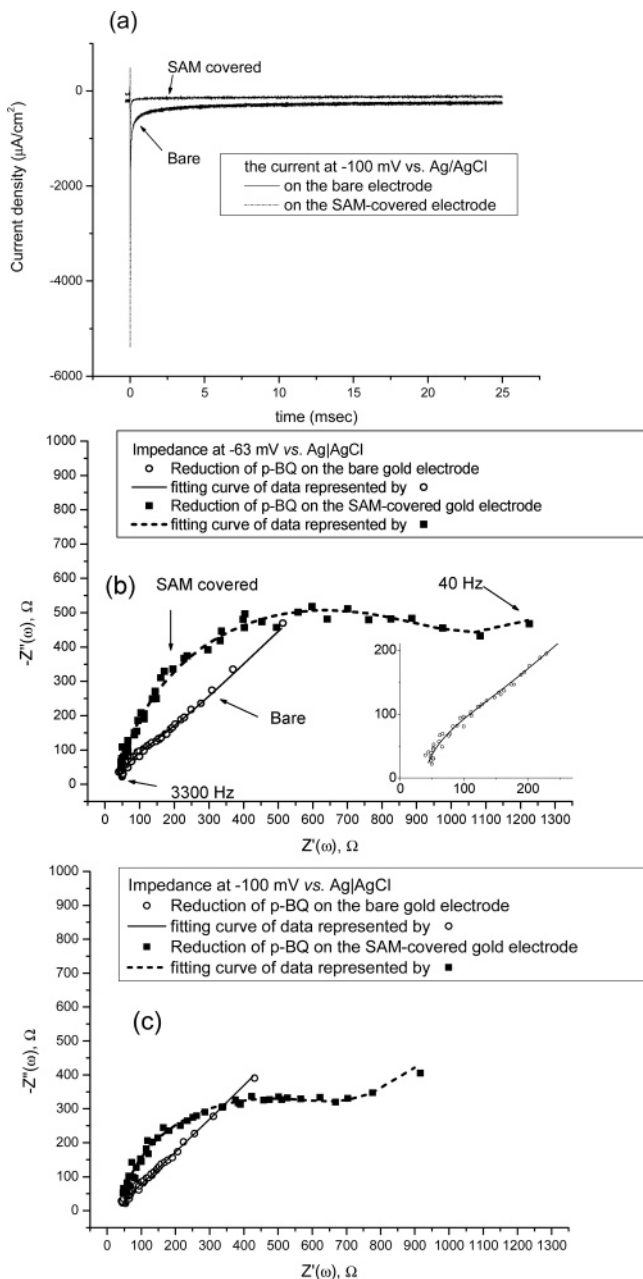 (a)
SAM covered
0
-2000
-4000
-6000
Current density (μA/cm²)
Bare
the current at -100 mV vs. Ag/AgCl
on the bare electrode
on the SAM-covered electrode
0 5 10 15 20 25
time (msec)
Impedance at -63 mV vs. Ag|AgCl
Reduction of p-BQ on the bare gold electrode
fitting curve of data represented by
Reduction of p-BQ on the SAM-covered gold electrode
fitting curve of data represented by
1000
900
800
700
600
500
400
300
200
100
0
-Z"(ω), Ω
(b)
SAM covered
40 Hz
Bare
3300 Hz
200
100
0
0 100 200
0 100 200 300 400 500 600 700 800 900 1000 1100 1200 1300
Z'(ω), Ω
Impedance at -100 mV vs. Ag|AgCl
Reduction of p-BQ on the bare gold electrode
fitting curve of data represented by
Reduction of p-BQ on the SAM-covered gold electrode
fitting curve of data represented by
1000
900
800
700
600
500
400
300
200
100
0
-Z"(ω), Ω
(c)
0 100 200 300 400 500 600 700 800 900 1000 1100 1200 1300
Z'(ω), Ω